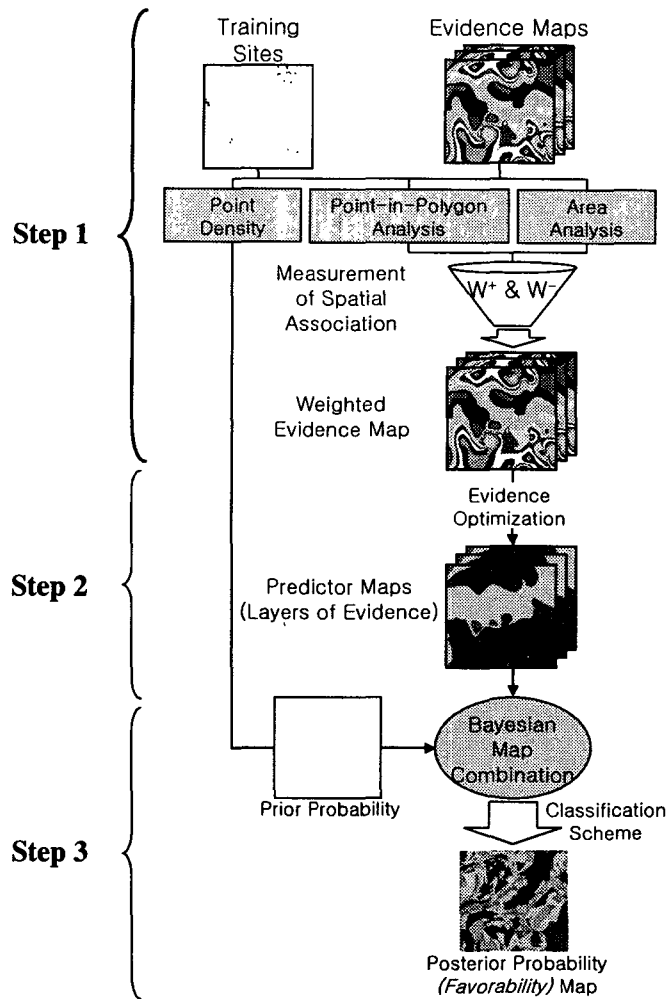 Training
Sites
Evidence Maps
Step 1
Point
Density
Point-in-Polygon
Analysis
Area
Analysis
Measurement
of Spatial
Association
W⁺ & W⁻
Weighted
Evidence Map
Evidence
Optimization
Step 2
Predictor Maps
(Layers of Evidence)
Bayesian
Map
Combination
Prior Probability
Classification
Scheme
Step 3
Posterior Probability
(Favorability) Map